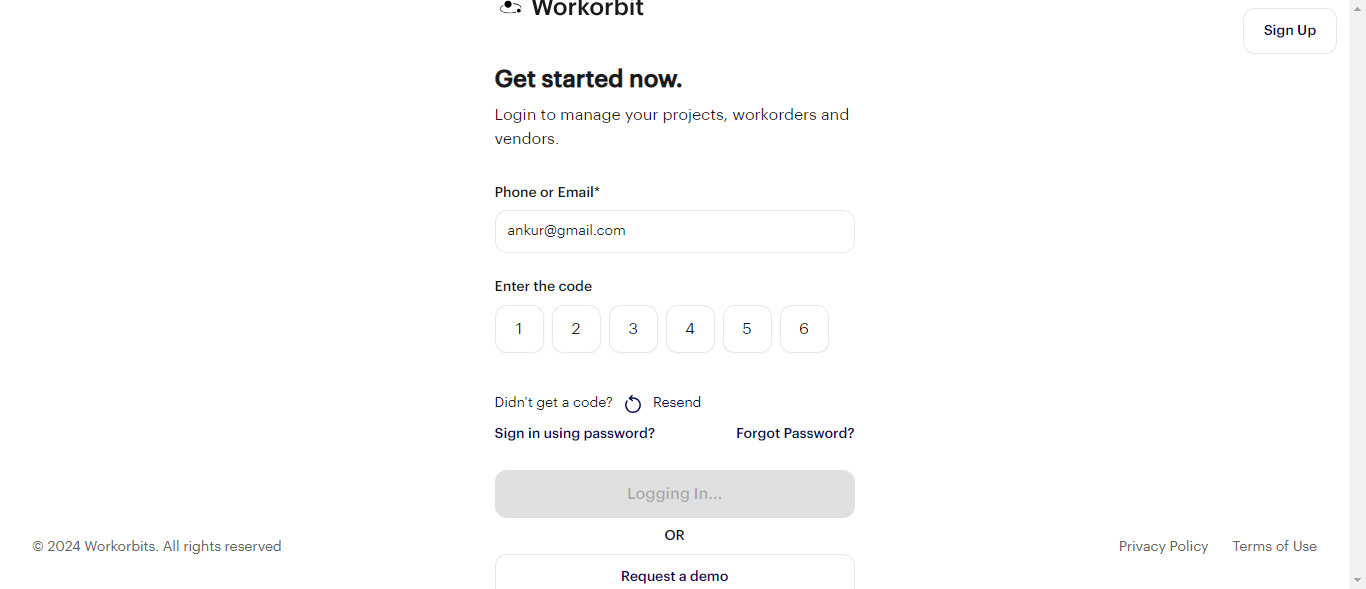 Workorbit
Sign Up
Get started now.
Login to manage your projects, workorders and
vendors.
Phone or Email*
ankur@gmail.com
Enter the code
1 2 3 4 5 6
Didn't get a code? Resend
Sign in using password? Forgot Password?
Logging In...
OR
© 2024 Workorbits. All rights reserved
Privacy Policy Terms of Use
Request a demo